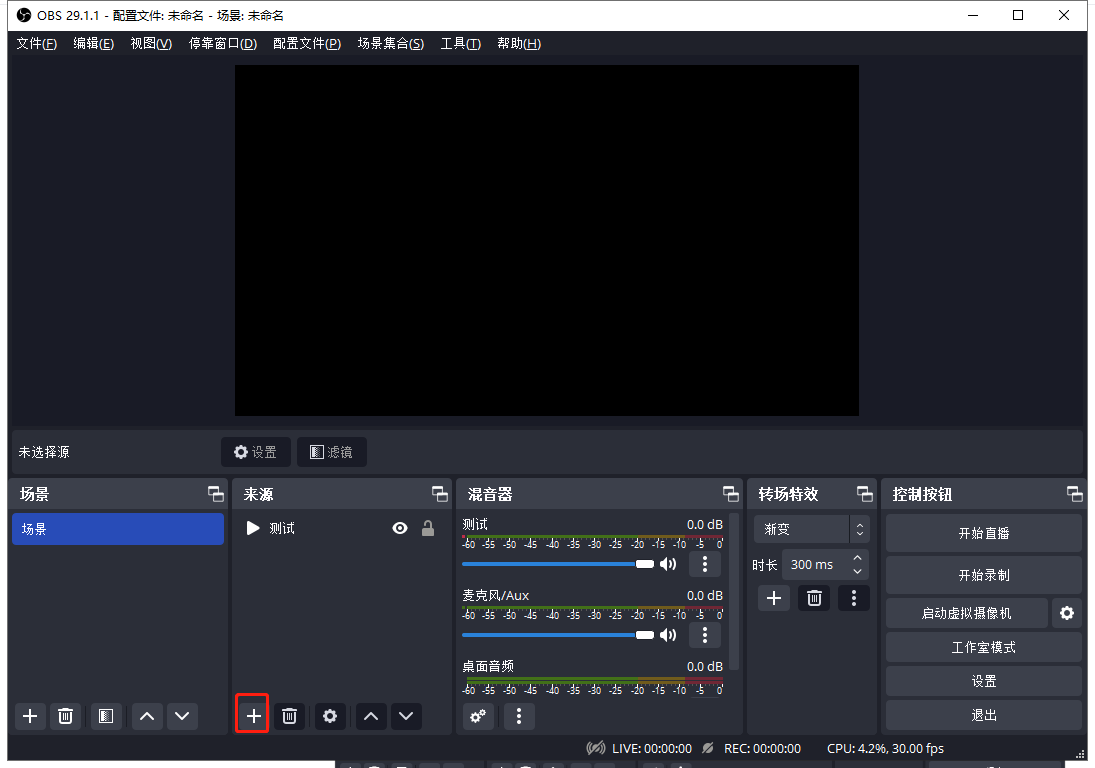 OBS 29.1.1 - 配置文件: 未命名 - 场景: 未命名
文件(F) 编辑(E) 视图(V) 停靠窗口(D) 配置文件(P) 场景集合(S) 工具(T) 帮助(H)
未选择源 设置 滤镜
场景
场景
来源
测试
混音器
测试 0.0 dB
-60 -55 -50 -45 -40 -35 -30 -25 -20 -15 -10 -5 0
麦克风/Aux 0.0 dB
-60 -55 -50 -45 -40 -35 -30 -25 -20 -15 -10 -5 0
桌面音频 0.0 dB
-60 -55 -50 -45 -40 -35 -30 -25 -20 -15 -10 -5 0
转场特效
渐变
时长 300 ms
控制按钮
开始直播
开始录制
启动虚拟摄像机
工作室模式
设置
退出
LIVE: 00:00:00 REC: 00:00:00 CPU: 4.2%, 30.00 fps